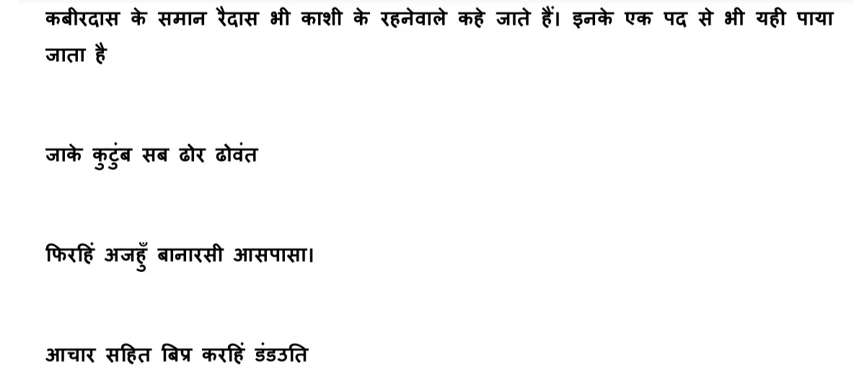 कबीरदास के समान रैदास भी काशी के रहनेवाले कहे जाते हैं। इनके एक पद से भी यही पाया
जाता है
जाके कुटुंब सब ढोर ढोवंत
फिरहिं अजहुँ बानारसी आसपासा।
आचार सहित बिप्र करहिं डंडउति